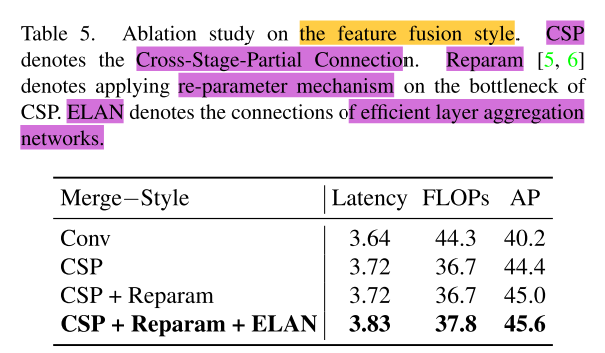 Table 5. Ablation study on the feature fusion style. CSP
denotes the Cross-Stage-Partial Connection. Reparam [5, 6]
denotes applying re-parameter mechanism on the bottleneck of
CSP. ELAN denotes the connections of efficient layer aggregation
networks.
Merge−Style Latency FLOPs AP
Conv 3.64 44.3 40.2
CSP 3.72 36.7 44.4
CSP + Reparam 3.72 36.7 45.0
CSP + Reparam + ELAN 3.83 37.8 45.6